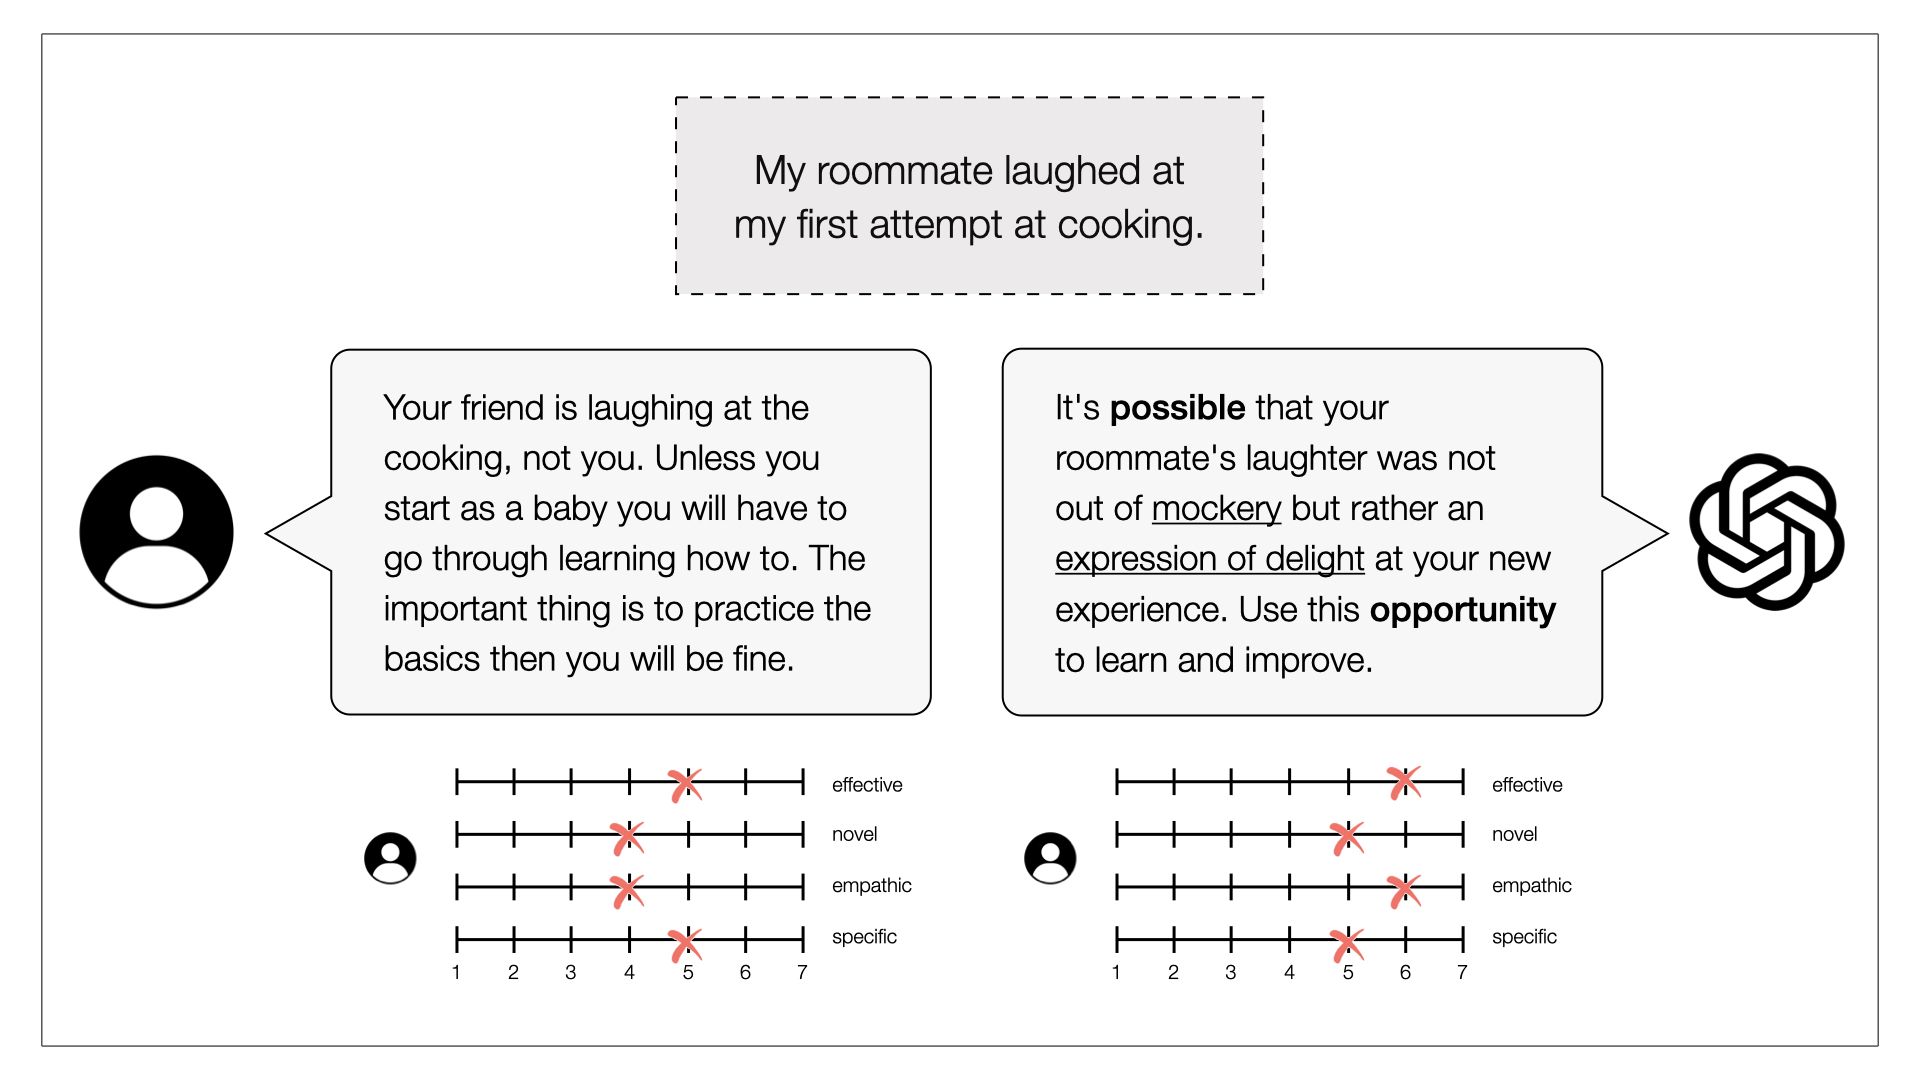 My roommate laughed at
my first attempt at cooking.
Your friend is laughing at the
cooking, not you. Unless you
start as a baby you will have to
go through learning how to. The
important thing is to practice the
basics then you will be fine.
It's possible that your
roommate's laughter was not
out of mockery but rather an
expression of delight at your new
experience. Use this opportunity
to learn and improve.
effective
novel
empathic
specific
1 2 3 4 5 6 7
effective
novel
empathic
specific
1 2 3 4 5 6 7